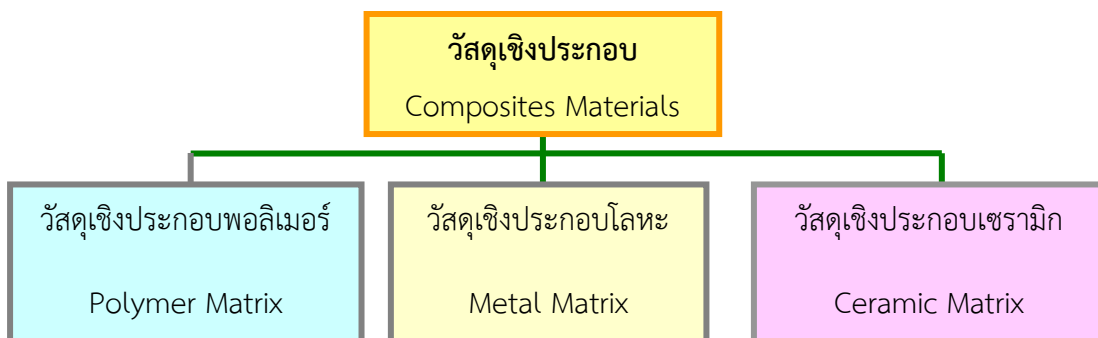 วัสดุเชิงประกอบ
Composites Materials
วัสดุเชิงประกอบพอลิเมอร์
Polymer Matrix
วัสดุเชิงประกอบโลหะ
Metal Matrix
วัสดุเชิงประกอบเซรามิก
Ceramic Matrix